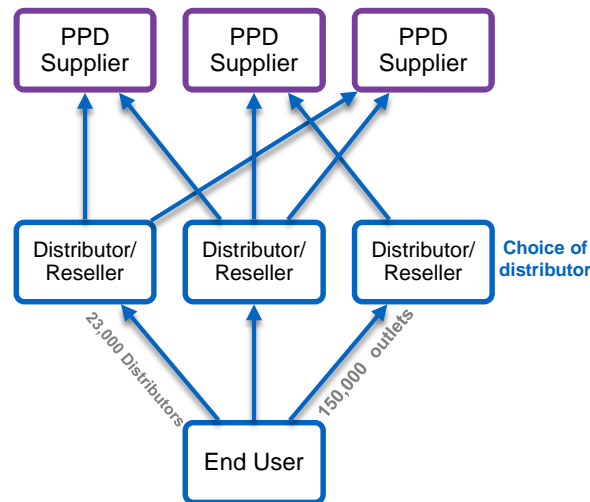 PPD
Supplier
PPD
Supplier
PPD
Supplier
Distributor/
Reseller
Distributor/
Reseller
Distributor/
Reseller
Choice of
distributor
23,000 Distributors
150,000 outlets
End User